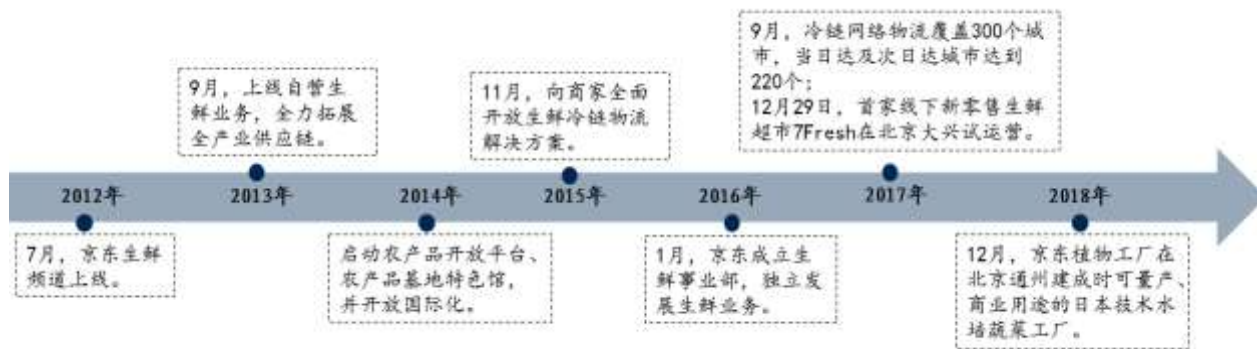 9月，冷链网络物流覆盖300个城
市，当日达及次日达城市达到
220个；
12月29日，首家线下新零售生鲜
超市7Fresh在北京大兴试运营。
9月，上线自营生
鲜业务，全力拓展
全产业供应链。
11月，向商家全面
开放生鲜冷链物流
解决方案。
2012年
2013年
2014年
2015年
2016年
2017年
2018年
7月，京东生鲜
频道上线。
启动农产品开放平台、
农产品基地特色馆，
并开放国际化。
1月，京东成立生
鲜事业部，独立发
展生鲜业务。
12月，京东植物工厂在
北京通州建成时可量产、
商业用途的日本技术水
培蔬菜工厂。